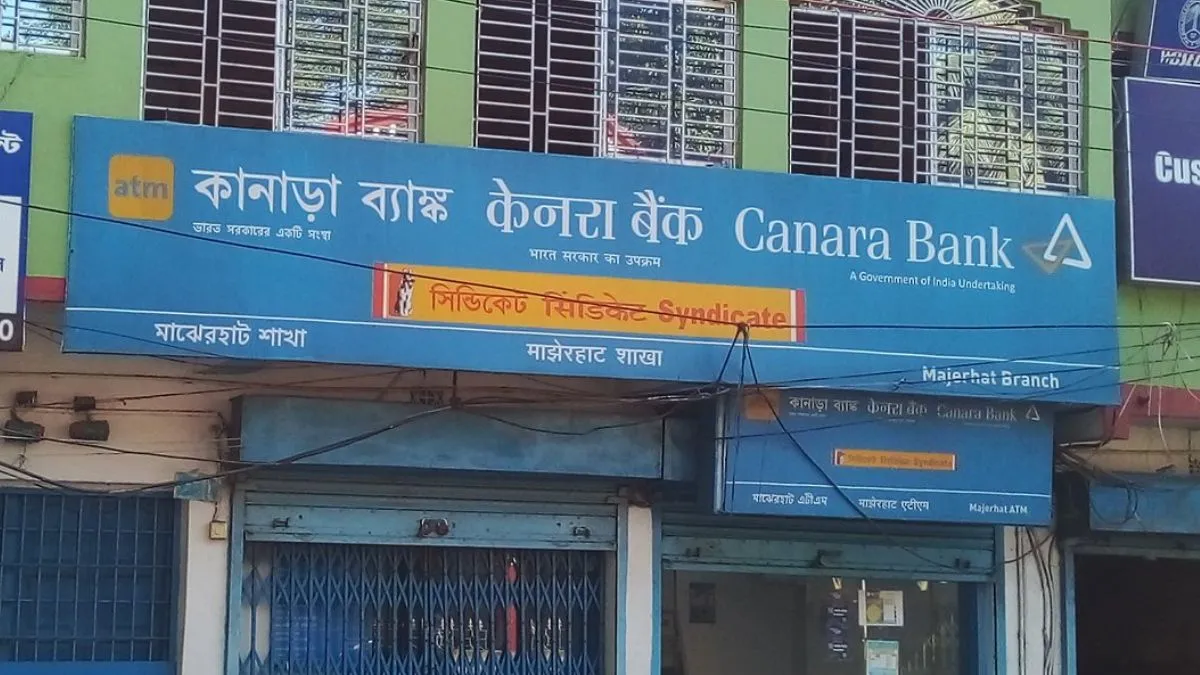 atm কানাড়া ব্যাঙ্ক केनरा बैंक Canara Bank
ভারত সরকারের একটি সংস্থা भारत सरकार का उपक्रम A Government of India Undertaking
সিন্ডিকেট सिंडिकेट Syndicate
মাঝেরহাট শাখা माझेरहाट शाखा Majerhat Branch
কানাড়া ব্যাঙ্ক केनरा बैंक Canara Bank
সিন্ডিকেট सिंडिकेट Syndicate
মাঝেরহাট এটিএম माझेरहाट एटीएम Majerhat ATM
Cus